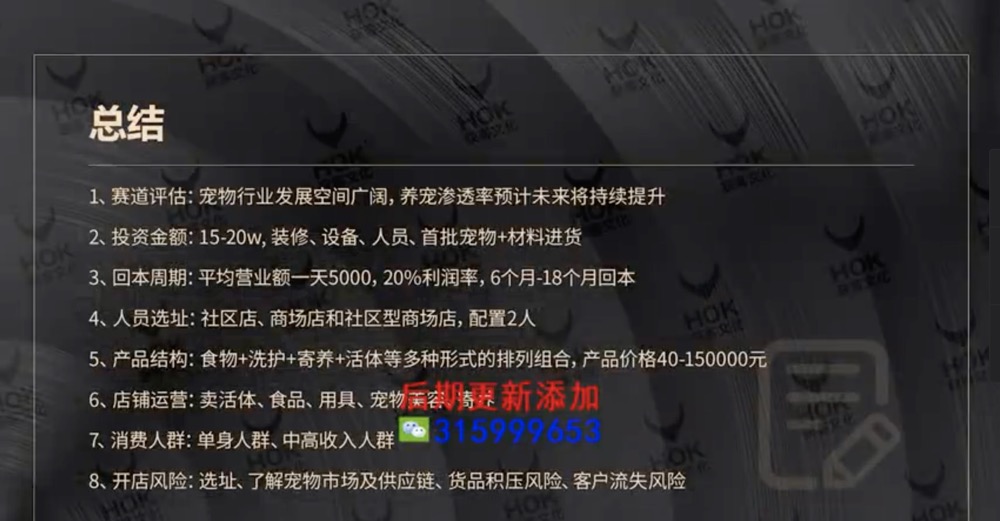 总结
1、赛道评估：宠物行业发展空间广阔，养宠渗透率预计未来将持续提升
2、投资金额：15-20w, 装修、设备、人员、首批宠物+材料进货
3、回本周期：平均营业额一天5000，20%利润率，6个月-18个月回本
4、人员选址：社区店、商场店和社区型商场店，配置2人
5、产品结构：食物+洗护+寄养+活体等多种形式的排列组合，产品价格40-150000元
6、店铺运营：卖活体、食品、用具、宠物美容、寄养
后期更新添加
315999653
7、消费人群：单身人群、中高收入人群
8、开店风险：选址、了解宠物市场及供应链、货品积压风险、客户流失风险
HOK